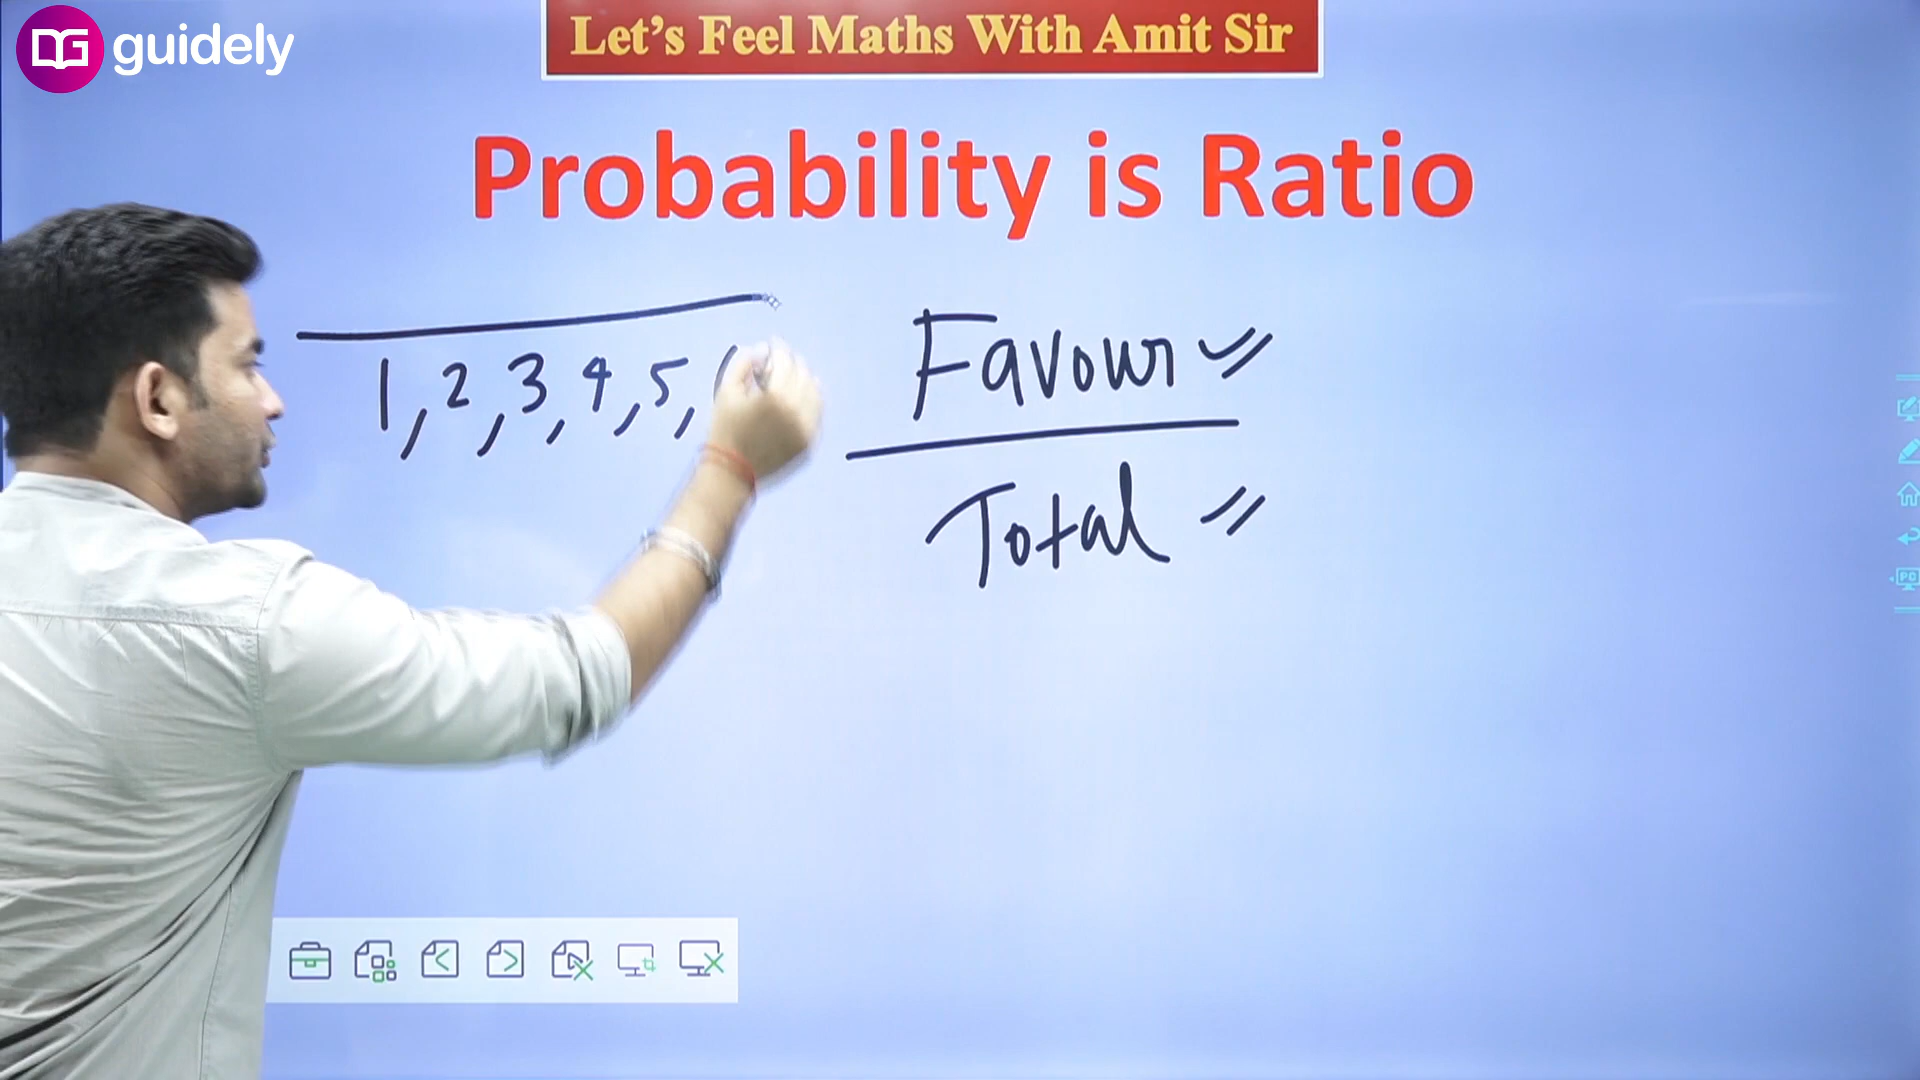 guidely
Let's Feel Maths With Amit Sir
Probability is Ratio
1, 2, 3, 4, 5,
Favour
Total